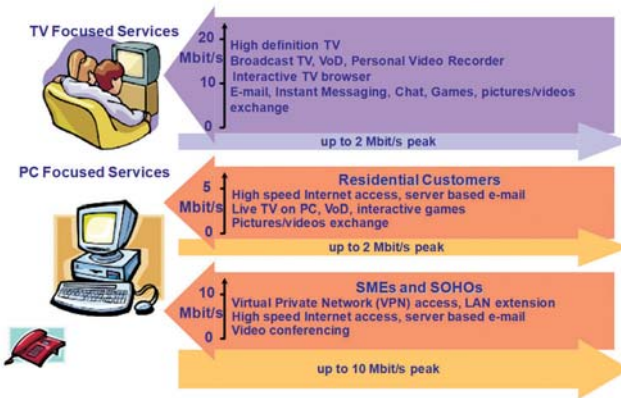 TV Focused Services
20
Mbit/s
10
0
High definition TV
Broadcast TV, VoD, Personal Video Recorder
Interactive TV browser
E-mail, Instant Messaging, Chat, Games, pictures/videos
exchange
up to 2 Mbit/s peak
PC Focused Services
5
Mbit/s
0
Residential Customers
High speed Internet access, server based e-mail
Live TV on PC, VoD, interactive games
Pictures/videos exchange
up to 2 Mbit/s peak
10
Mbit/s
0
SMEs and SOHOs
Virtual Private Network (VPN) access, LAN extension
High speed Internet access, server based e-mail
Video conferencing
up to 10 Mbit/s peak